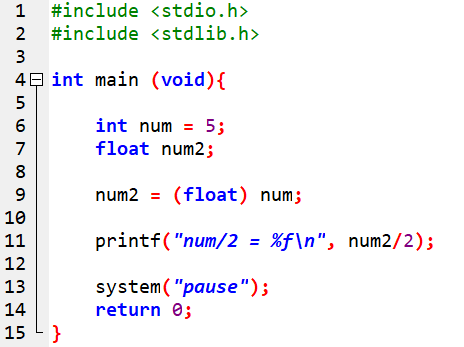 1 #include <stdio.h>
2 #include <stdlib.h>
3
4 int main (void){
5
6 int num = 5;
7 float num2;
8
9 num2 = (float) num;
10
11 printf("num/2 = %f\n", num2/2);
12
13 system("pause");
14 return 0;
15 }